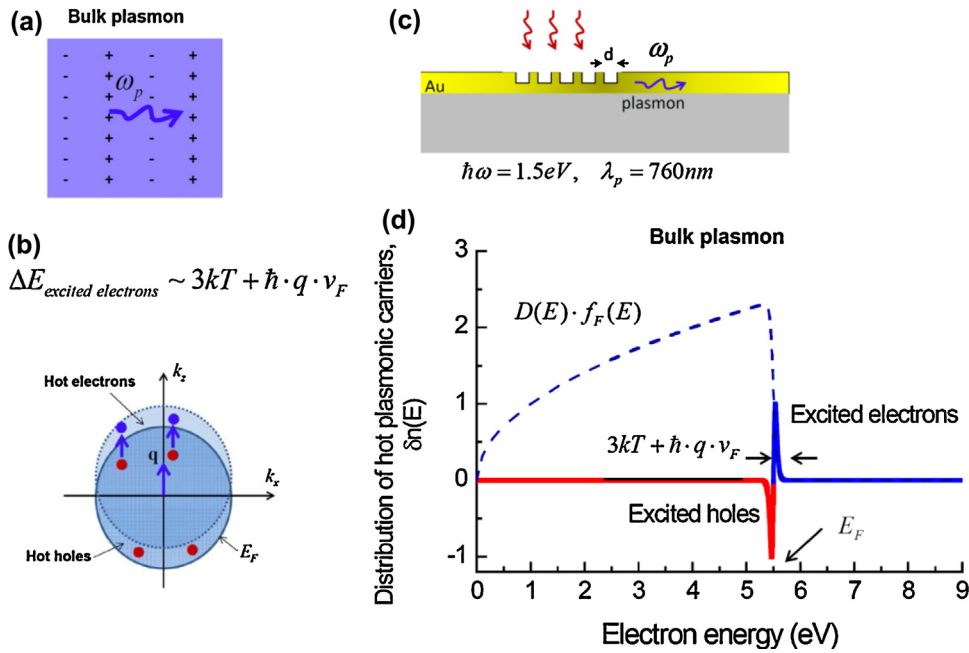 (a)
Bulk plasmon
- + - +
- + - +
- + - +
ω_p
- + - +
- + - +
- + - +
- + - +
(b)
ΔE_{excited electrons} ~ 3kT + ħ · q · v_F
Hot electrons
k_z
q
k_x
Hot holes
E_F
(c)
d
ω_p
Au
plasmon
ħω = 1.5eV, λ_p = 760nm
(d)
Bulk plasmon
Distribution of hot plasmonic carriers,
δn(E)
3
2
1
0
-1
D(E) · f_F(E)
Excited electrons
3kT + ħ · q · v_F
Excited holes
E_F
0 1 2 3 4 5 6 7 8 9
Electron energy (eV)